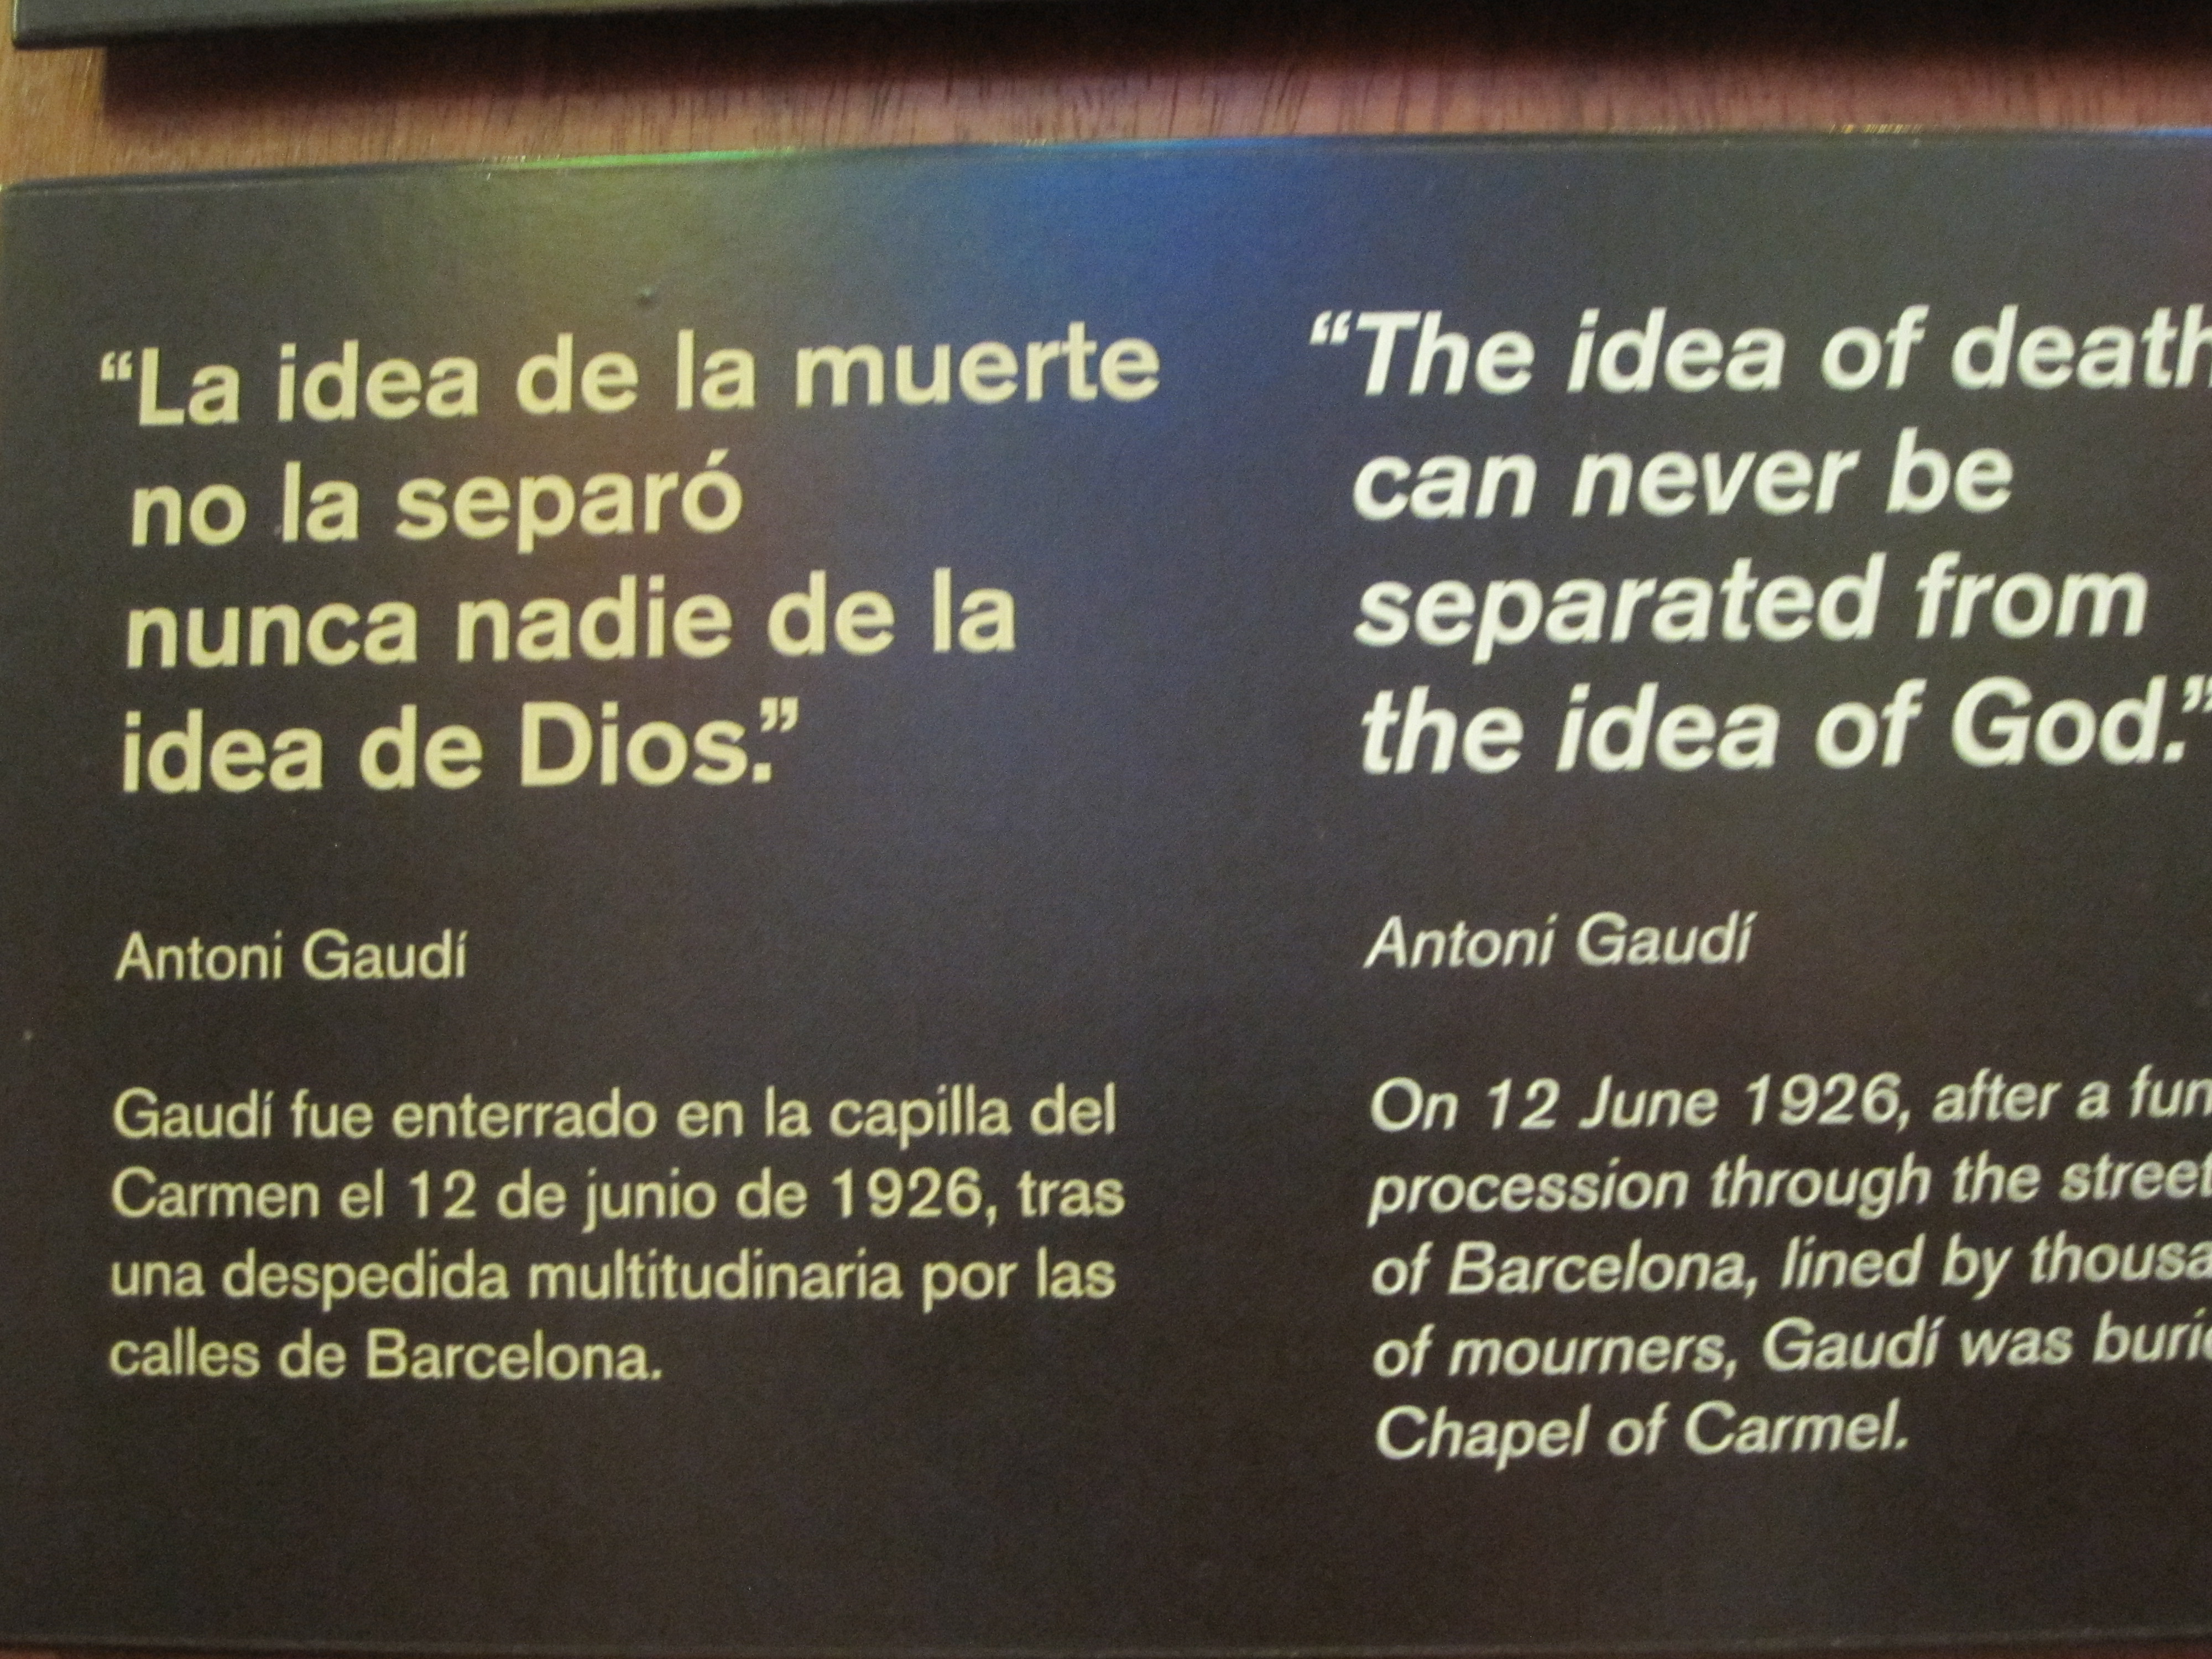 “La idea de la muerte
no la separó
nunca nadie de la
idea de Dios.”
Antoni Gaudí
Gaudí fue enterrado en la capilla del
Carmen el 12 de junio de 1926, tras
una despedida multitudinaria por las
calles de Barcelona.
“The idea of death
can never be
separated from
the idea of God.”
Antoni Gaudí
On 12 June 1926, after a
procession through the
of Barcelona, lined by
of mourners, Gaudí was
Chapel of Carmel.